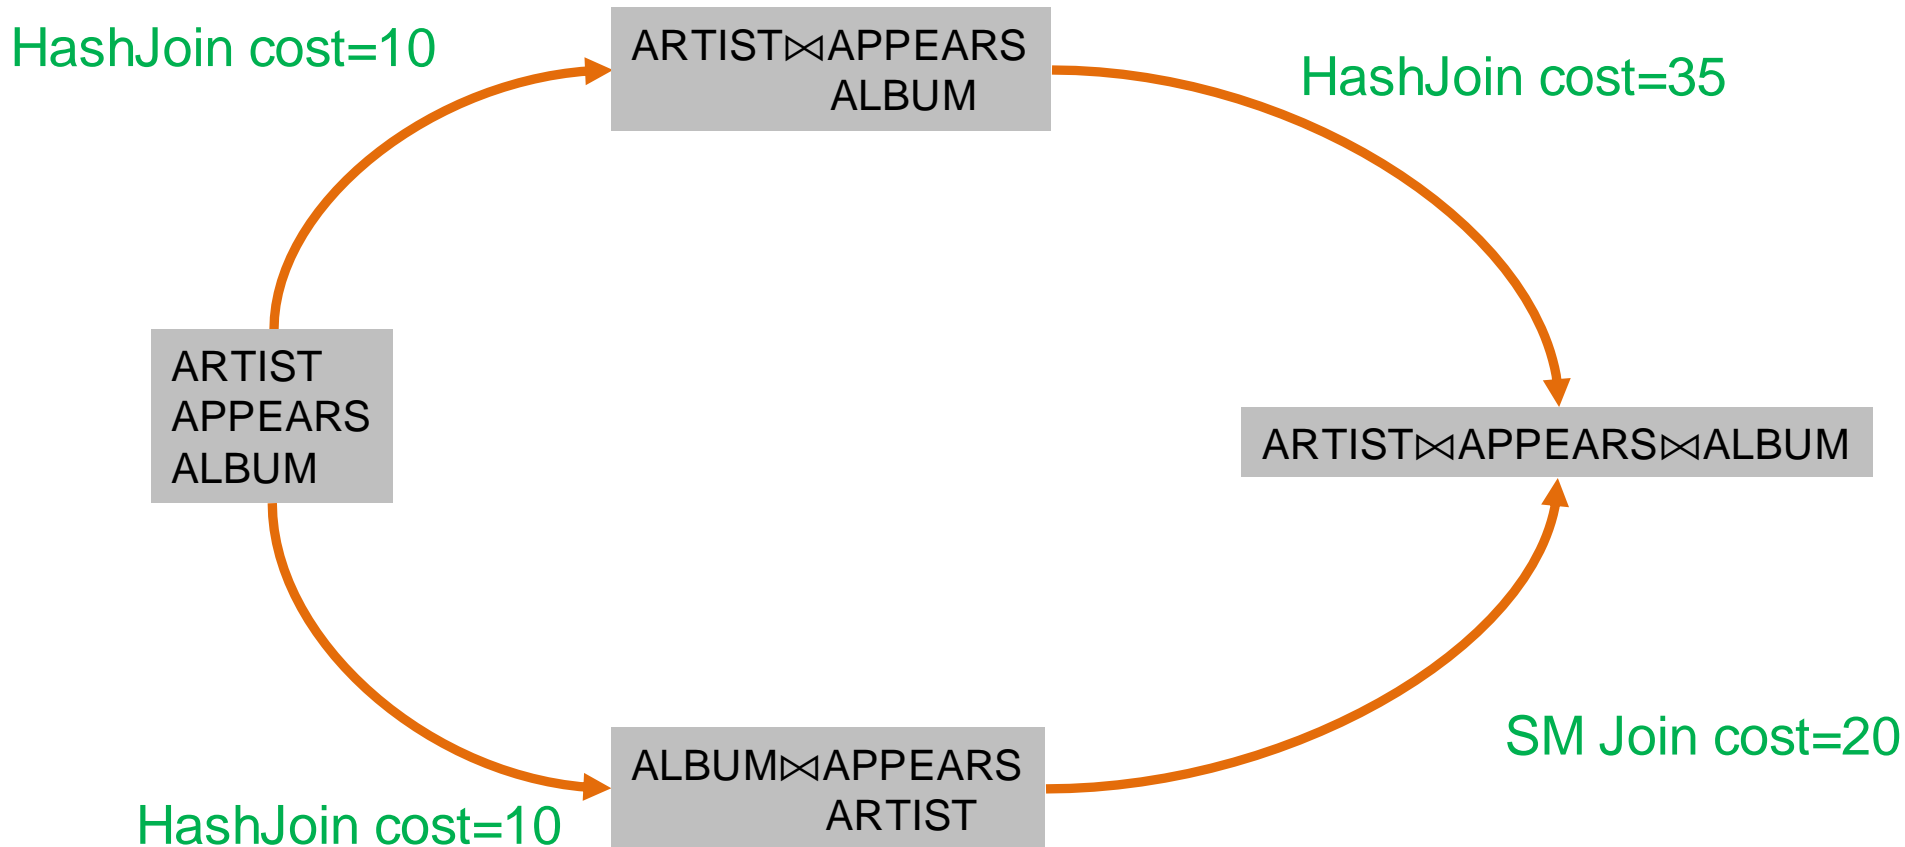 HashJoin cost=10
ARTIST⋈APPEARS
ALBUM
HashJoin cost=35
ARTIST
APPEARS
ALBUM
ARTIST⋈APPEARS⋈ALBUM
ALBUM⋈APPEARS
ARTIST
SM Join cost=20
HashJoin cost=10